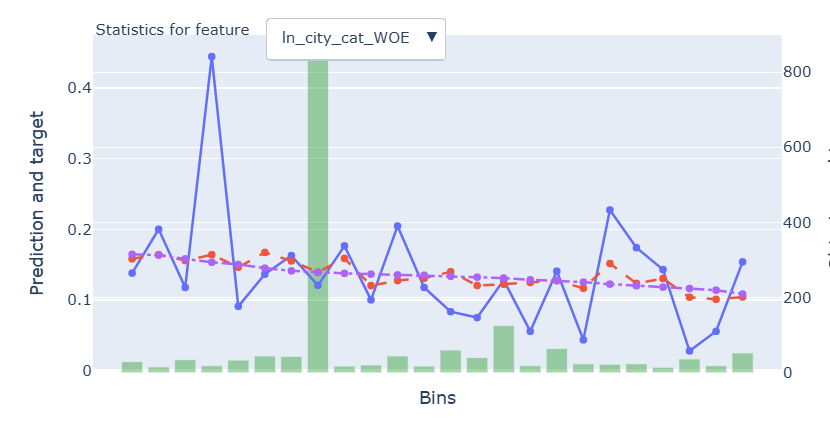 Statistics for feature
ln_city_cat_WOE ▼
Prediction and target
0.4
0.3
0.2
0.1
0
800
600
400
200
0
Bins